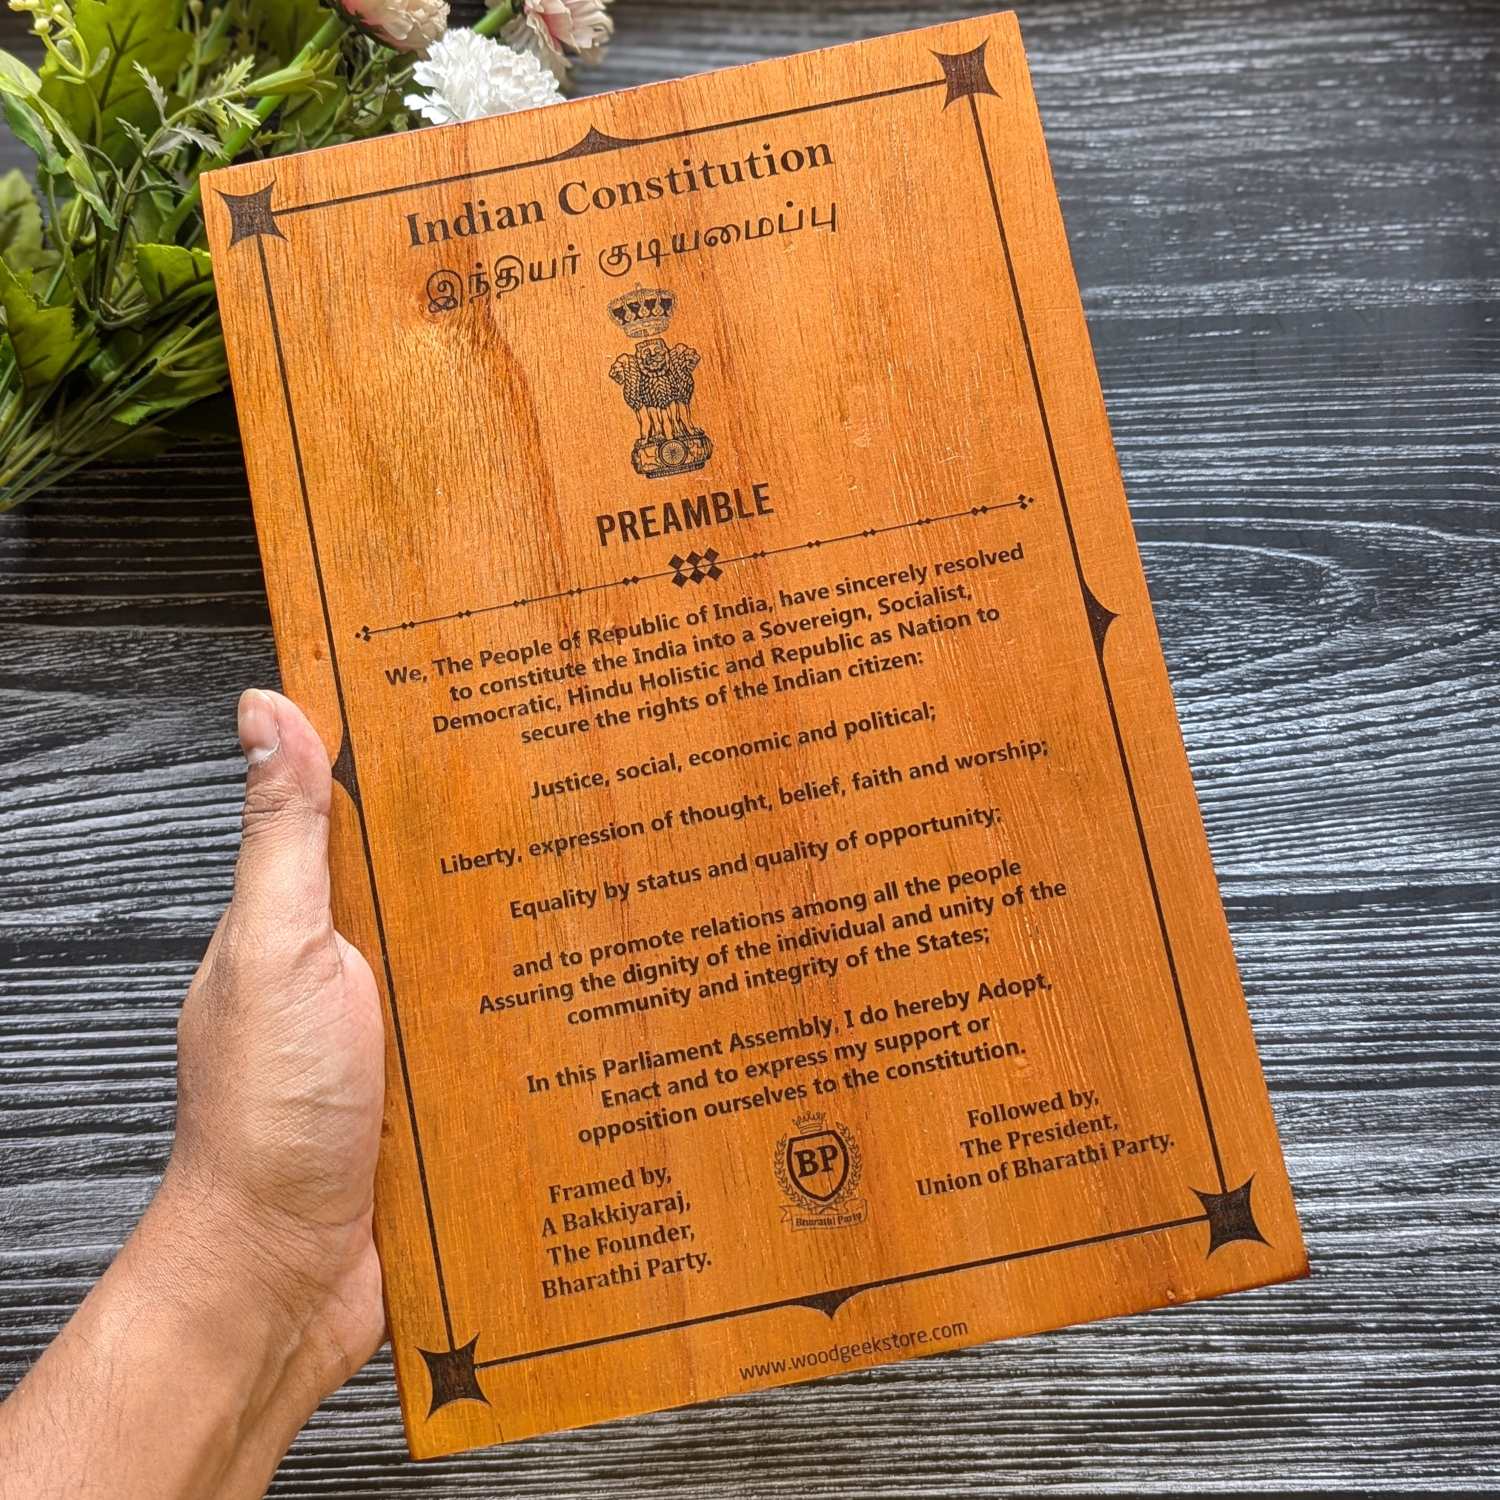 Indian Constitution
இந்தியர் குடியமைப்பு
PREAMBLE
We, The People of Republic of India, have sincerely resolved
to constitute the India into a Sovereign, Socialist,
Democratic, Hindu Holistic and Republic as Nation to
secure the rights of the Indian citizen:
Justice, social, economic and political;
Liberty, expression of thought, belief, faith and worship;
Equality by status and quality of opportunity;
and to promote relations among all the people
Assuring the dignity of the individual and unity of the
community and integrity of the States;
In this Parliament Assembly, I do hereby Adopt,
Enact and to express my support or
opposition ourselves to the constitution.
Framed by,
A Bakkiyaraj,
The Founder,
Bharathi Party.
BP
Bharathi Party
Followed by,
The President,
Union of Bharathi Party.
www.woodgeekstore.com